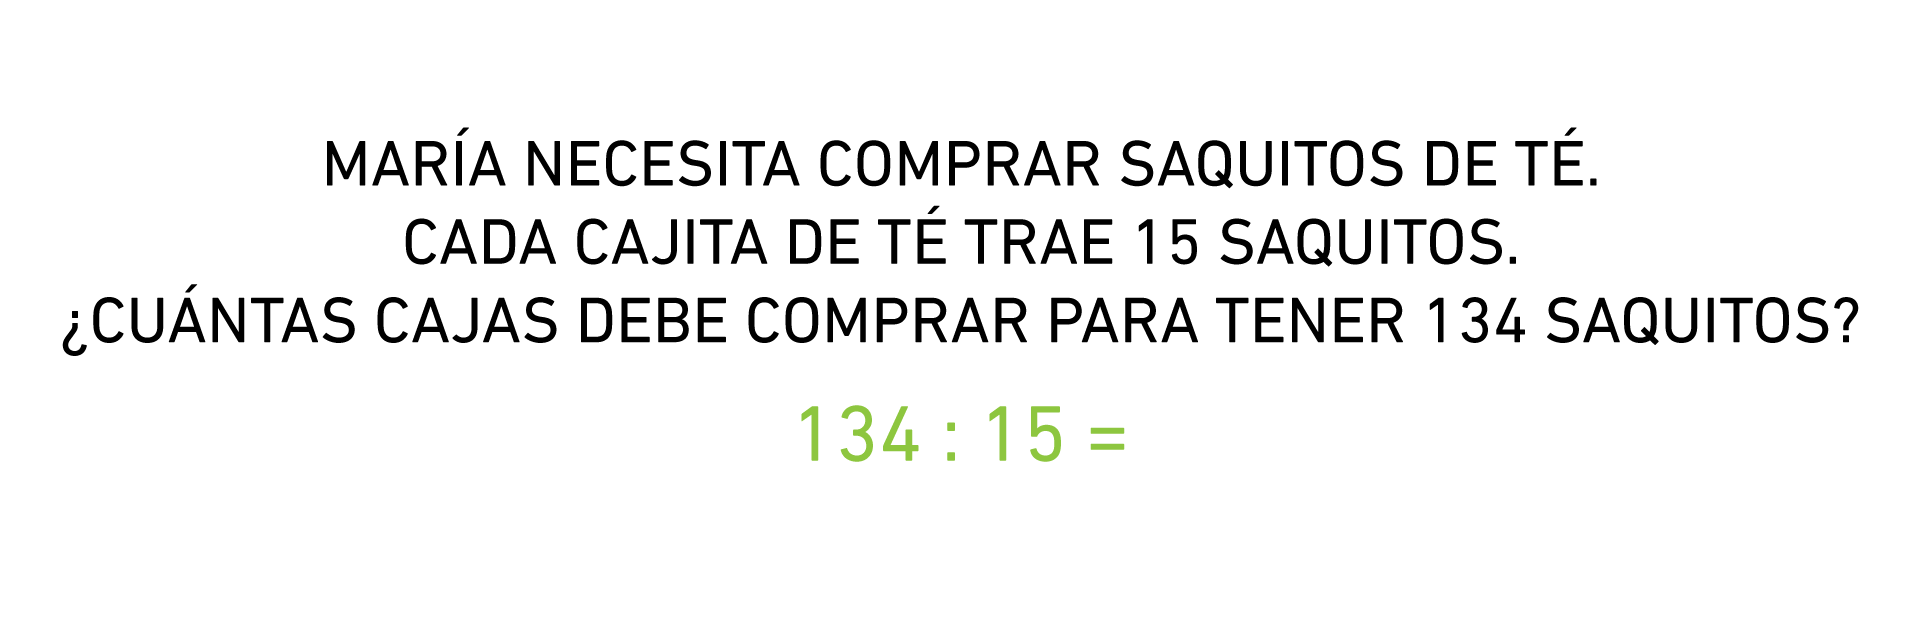 MARÍA NECESITA COMPRAR SAQUITOS DE TÉ.
CADA CAJITA DE TÉ TRAE 15 SAQUITOS.
¿CUÁNTAS CAJAS DEBE COMPRAR PARA TENER 134 SAQUITOS?
134 : 15 =